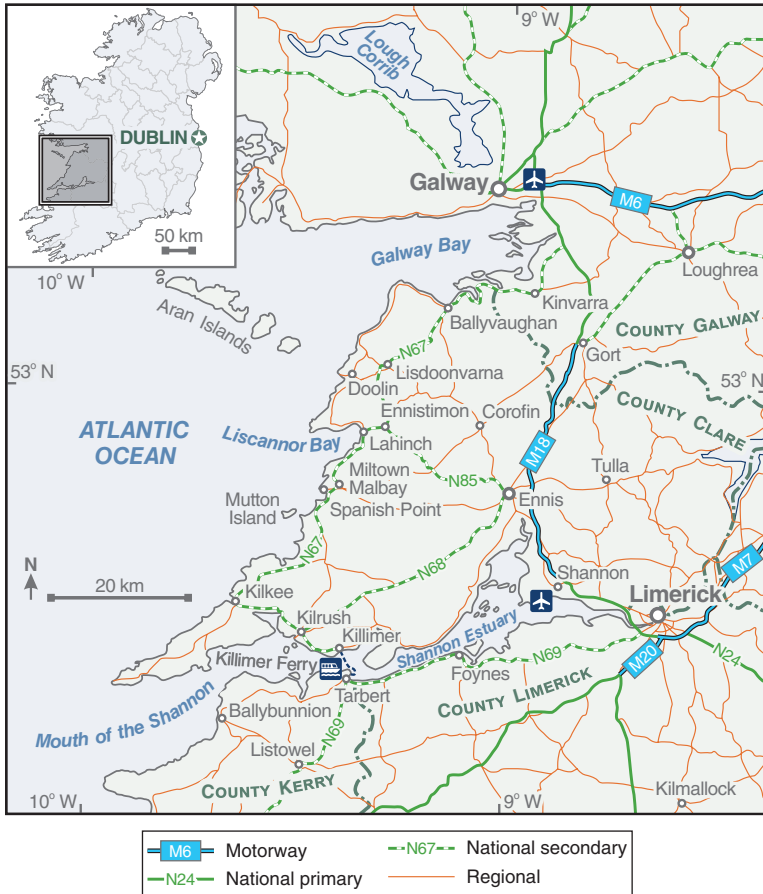 DUBLIN
50 km
9° W
Lough
Corrib
Galway
M6
Galway Bay
Loughrea
10° W
Aran Islands
Kinvarra
Ballyvaughan
COUNTY GALWAY
N67
Gort
Lisdoonvarna
53° N
53° N
Doolin
COUNTY CLARE
Ennistimon
Corofin
ATLANTIC
OCEAN
Liscannor Bay
Lahinch
M18
Miltown
Malbay
N85
Tulla
Mutton
Island
Spanish Point
Ennis
N67
N
N68
M7
20 km
Shannon
Kilkee
Limerick
Kilrush
Killimer
Shannon Estuary
Killimer Ferry
N69
M20
N24
Foynes
Tarbert
COUNTY LIMERICK
Mouth of the Shannon
Ballybunnion
N69
Listowel
COUNTY KERRY
Kilmallock
10° W
9° W
M6 Motorway
N67 National secondary
N24 National primary
Regional